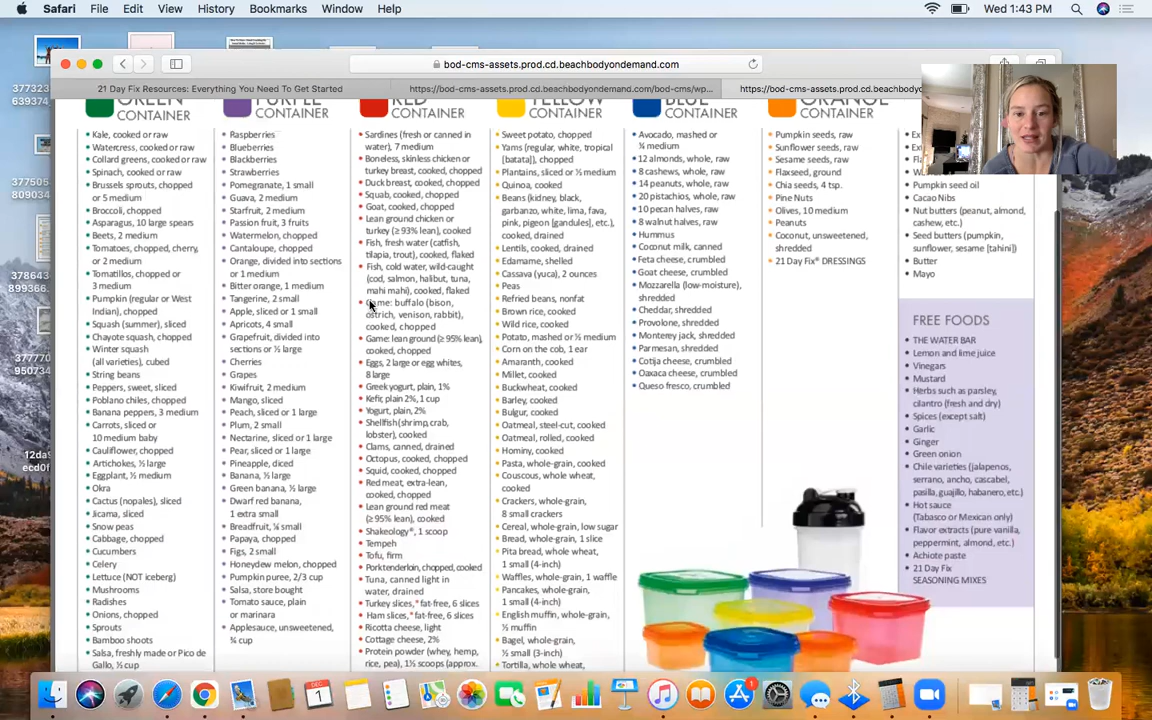 Safari File Edit View History Bookmarks Window Help Wed 1:43 PM
bod-cms-assets.prod.cd.beachbodyondemand.com
21 Day Fix Resources: Everything You Need To Get Started
https://bod-cms-assets.prod.cd.beachbodyondemand.com/bod-cms/wp...
https://bod-cms-assets.prod.cd.beachbodyo
GREEN
CONTAINER
Kale, cooked or raw
Watercress, cooked or raw
Collard greens, cooked or raw
Spinach, cooked or raw
Brussels sprouts, chopped
or 5 medium
Broccoli, chopped
Asparagus, 10 large spears
Beets, 2 medium
Tomatoes, chopped, cherry,
or 2 medium
Tomatillos, chopped or
3 medium
Pumpkin (regular or West
Indian), chopped
Squash (summer), sliced
Chayote squash, chopped
Winter squash
(all varieties), cubed
String beans
Peppers, sweet, sliced
Poblano chiles, chopped
Banana peppers, 3 medium
Carrots, sliced or
10 medium baby
Cauliflower, chopped
Artichokes, ½ large
Eggplant, ½ medium
Okra
Cactus (nopales), sliced
Jicama, sliced
Snow peas
Cabbage, chopped
Cucumbers
Celery
Lettuce (NOT iceberg)
Mushrooms
Radishes
Onions, chopped
Sprouts
Bamboo shoots
Salsa, freshly made or Pico de
Gallo, ½ cup
PURPLE
CONTAINER
Raspberries
Blueberries
Blackberries
Strawberries
Pomegranate, 1 small
Guava, 2 medium
Starfruit, 2 medium
Passion fruit, 3 fruits
Watermelon, chopped
Cantaloupe, chopped
Orange, divided into sections
or 1 medium
Bitter orange, 1 medium
Tangerine, 2 small
Apple, sliced or 1 small
Apricots, 4 small
Grapefruit, divided into
sections or ½ large
Cherries
Grapes
Kiwifruit, 2 medium
Mango, sliced
Peach, sliced or 1 large
Plum, 2 small
Nectarine, sliced or 1 large
Pear, sliced or 1 large
Pineapple, diced
Banana, ½ large
Green banana, ½ large
Dwarf red banana,
1 extra small
Breadfruit, ⅛ small
Papaya, chopped
Figs, 2 small
Honeydew melon, chopped
Pumpkin puree, 2/3 cup
Salsa, store bought
Tomato sauce, plain
or marinara
Applesauce, unsweetened,
¾ cup
RED
CONTAINER
Sardines (fresh or canned in
water), 7 medium
Boneless, skinless chicken or
turkey breast, cooked, chopped
Duck breast, cooked, chopped
Squab, cooked, chopped
Goat, cooked, chopped
Lean ground chicken or
turkey (≥ 93% lean), cooked
Fish, fresh water (catfish,
tilapia, trout), cooked, flaked
Fish, cold water, wild-caught
(cod, salmon, halibut, tuna,
mahi mahi), cooked, flaked
Game: buffalo (bison,
ostrich, venison, rabbit),
cooked, chopped
Game: lean ground (≥ 95% lean),
cooked, chopped
Eggs, 2 large or egg whites,
8 large
Greek yogurt, plain, 1%
Kefir, plain 2%, 1 cup
Yogurt, plain, 2%
Shellfish (shrimp, crab,
lobster), cooked
Clams, canned, drained
Octopus, cooked, chopped
Squid, cooked, chopped
Red meat, extra-lean,
cooked, chopped
Lean ground red meat
(≥ 95% lean), cooked
Shakeology®, 1 scoop
Tempeh
Tofu, firm
Pork tenderloin, chopped, cooked
Tuna, canned light in
water, drained
Turkey slices,* fat-free, 6 slices
Ham slices,* fat-free, 6 slices
Ricotta cheese, light
Cottage cheese, 2%
Protein powder (whey, hemp,
rice, pea), 1½ scoops (approx.
YELLOW
CONTAINER
Sweet potato, chopped
Yams (regular, white, tropical
[batata]), chopped
Plantains, sliced or ½ medium
Quinoa, cooked
Beans (kidney, black,
garbanzo, white, lima, fava,
pink, pigeon [gandules], etc.),
cooked, drained
Lentils, cooked, drained
Edamame, shelled
Cassava (yuca), 2 ounces
Peas
Refried beans, nonfat
Brown rice, cooked
Wild rice, cooked
Potato, mashed or ½ medium
Corn on the cob, 1 ear
Amaranth, cooked
Millet, cooked
Buckwheat, cooked
Barley, cooked
Bulgur, cooked
Oatmeal, steel-cut, cooked
Oatmeal, rolled, cooked
Hominy, cooked
Pasta, whole-grain, cooked
Couscous, whole wheat,
cooked
Crackers, whole-grain,
8 small crackers
Cereal, whole-grain, low sugar
Bread, whole-grain, 1 slice
Pita bread, whole wheat,
1 small (4-inch)
Waffles, whole-grain, 1 waffle
Pancakes, whole-grain,
1 small (4-inch)
English muffin, whole-grain,
½ muffin
Bagel, whole-grain,
½ small (3-inch)
Tortilla, whole wheat,
BLUE
CONTAINER
Avocado, mashed or
¼ medium
12 almonds, whole, raw
8 cashews, whole, raw
14 peanuts, whole, raw
20 pistachios, whole, raw
10 pecan halves, raw
8 walnut halves, raw
Hummus
Coconut milk, canned
Feta cheese, crumbled
Goat cheese, crumbled
Mozzarella (low-moisture),
shredded
Cheddar, shredded
Provolone, shredded
Monterey jack, shredded
Parmesan, shredded
Cotija cheese, crumbled
Oaxaca cheese, crumbled
Queso fresco, crumbled
ORANGE
CONTAINER
Pumpkin seeds, raw
Sunflower seeds, raw
Sesame seeds, raw
Flaxseed, ground
Chia seeds, 4 tsp.
Pine Nuts
Olives, 10 medium
Peanuts
Coconut, unsweetened,
shredded
21 Day Fix® DRESSINGS
Pumpkin seed oil
Cacao Nibs
Nut butters (peanut, almond,
cashew, etc.)
Seed butters (pumpkin,
sunflower, sesame [tahini])
Butter
Mayo
FREE FOODS
THE WATER BAR
Lemon and lime juice
Vinegars
Mustard
Herbs such as parsley,
cilantro (fresh and dry)
Spices (except salt)
Garlic
Ginger
Green onion
Chile varieties (jalapenos,
serrano, ancho, cascabel,
pasilla, guajillo, habanero, etc.)
Hot sauce
(Tabasco or Mexican only)
Flavor extracts (pure vanilla,
peppermint, almond, etc.)
Achiote paste
21 Day Fix
SEASONING MIXES